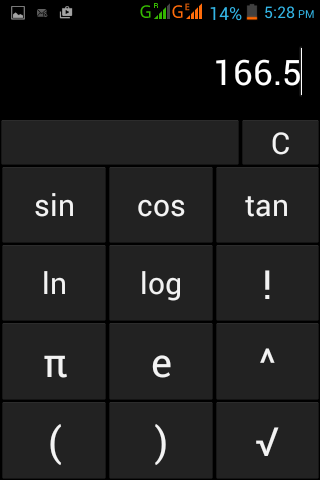 G R G E 14% 5:28 PM
166.5
C
sin cos tan
ln log !
π e ^
( ) √